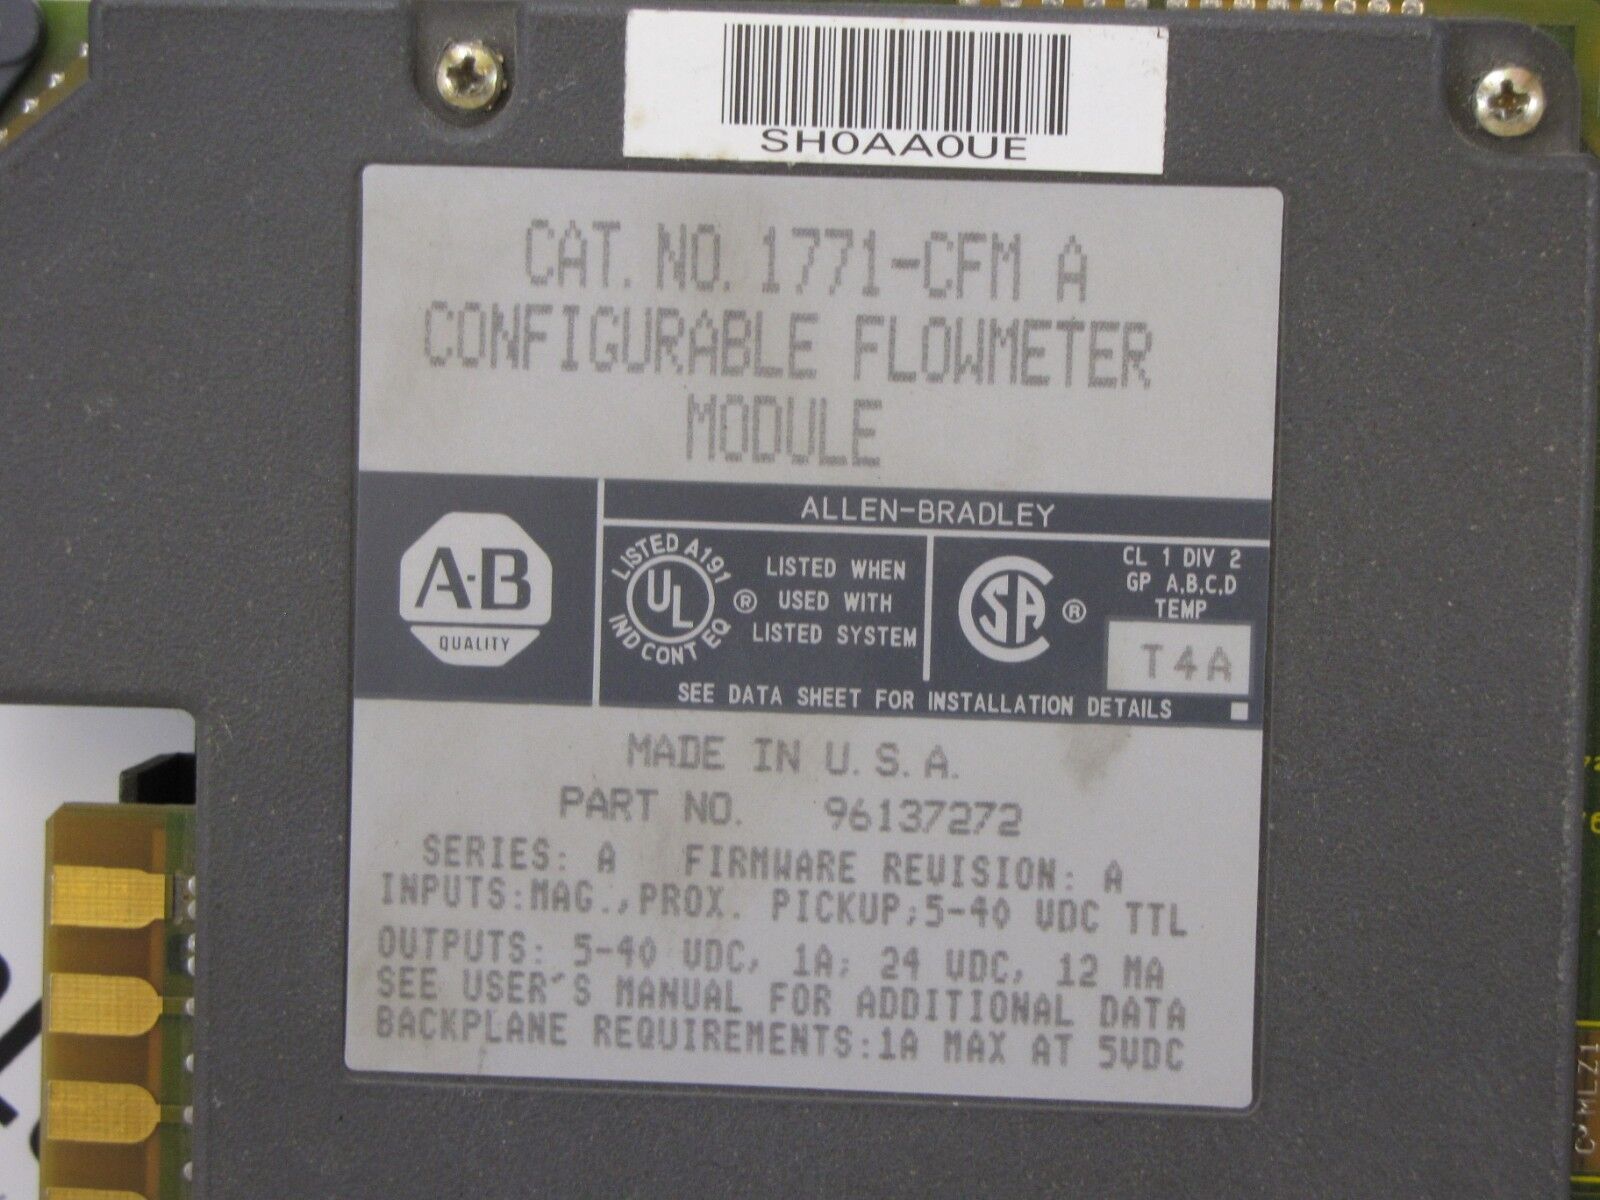 SH0AA0UE
CAT. NO. 1771-CFM A
CONFIGURABLE FLOWMETER
MODULE
ALLEN-BRADLEY
A-B
QUALITY
LISTED A191
UL
IND CONT EQ
®
LISTED WHEN
USED WITH
LISTED SYSTEM
SA
®
CL 1 DIV 2
GP A,B,C,D
TEMP
T4A
SEE DATA SHEET FOR INSTALLATION DETAILS
MADE IN U.S.A.
PART NO. 96137272
SERIES: A FIRMWARE REVISION: A
INPUTS:MAG.,PROX. PICKUP;5-40 VDC TTL
OUTPUTS: 5-40 VDC, 1A; 24 VDC, 12 MA
SEE USER'S MANUAL FOR ADDITIONAL DATA
BACKPLANE REQUIREMENTS:1A MAX AT 5VDC